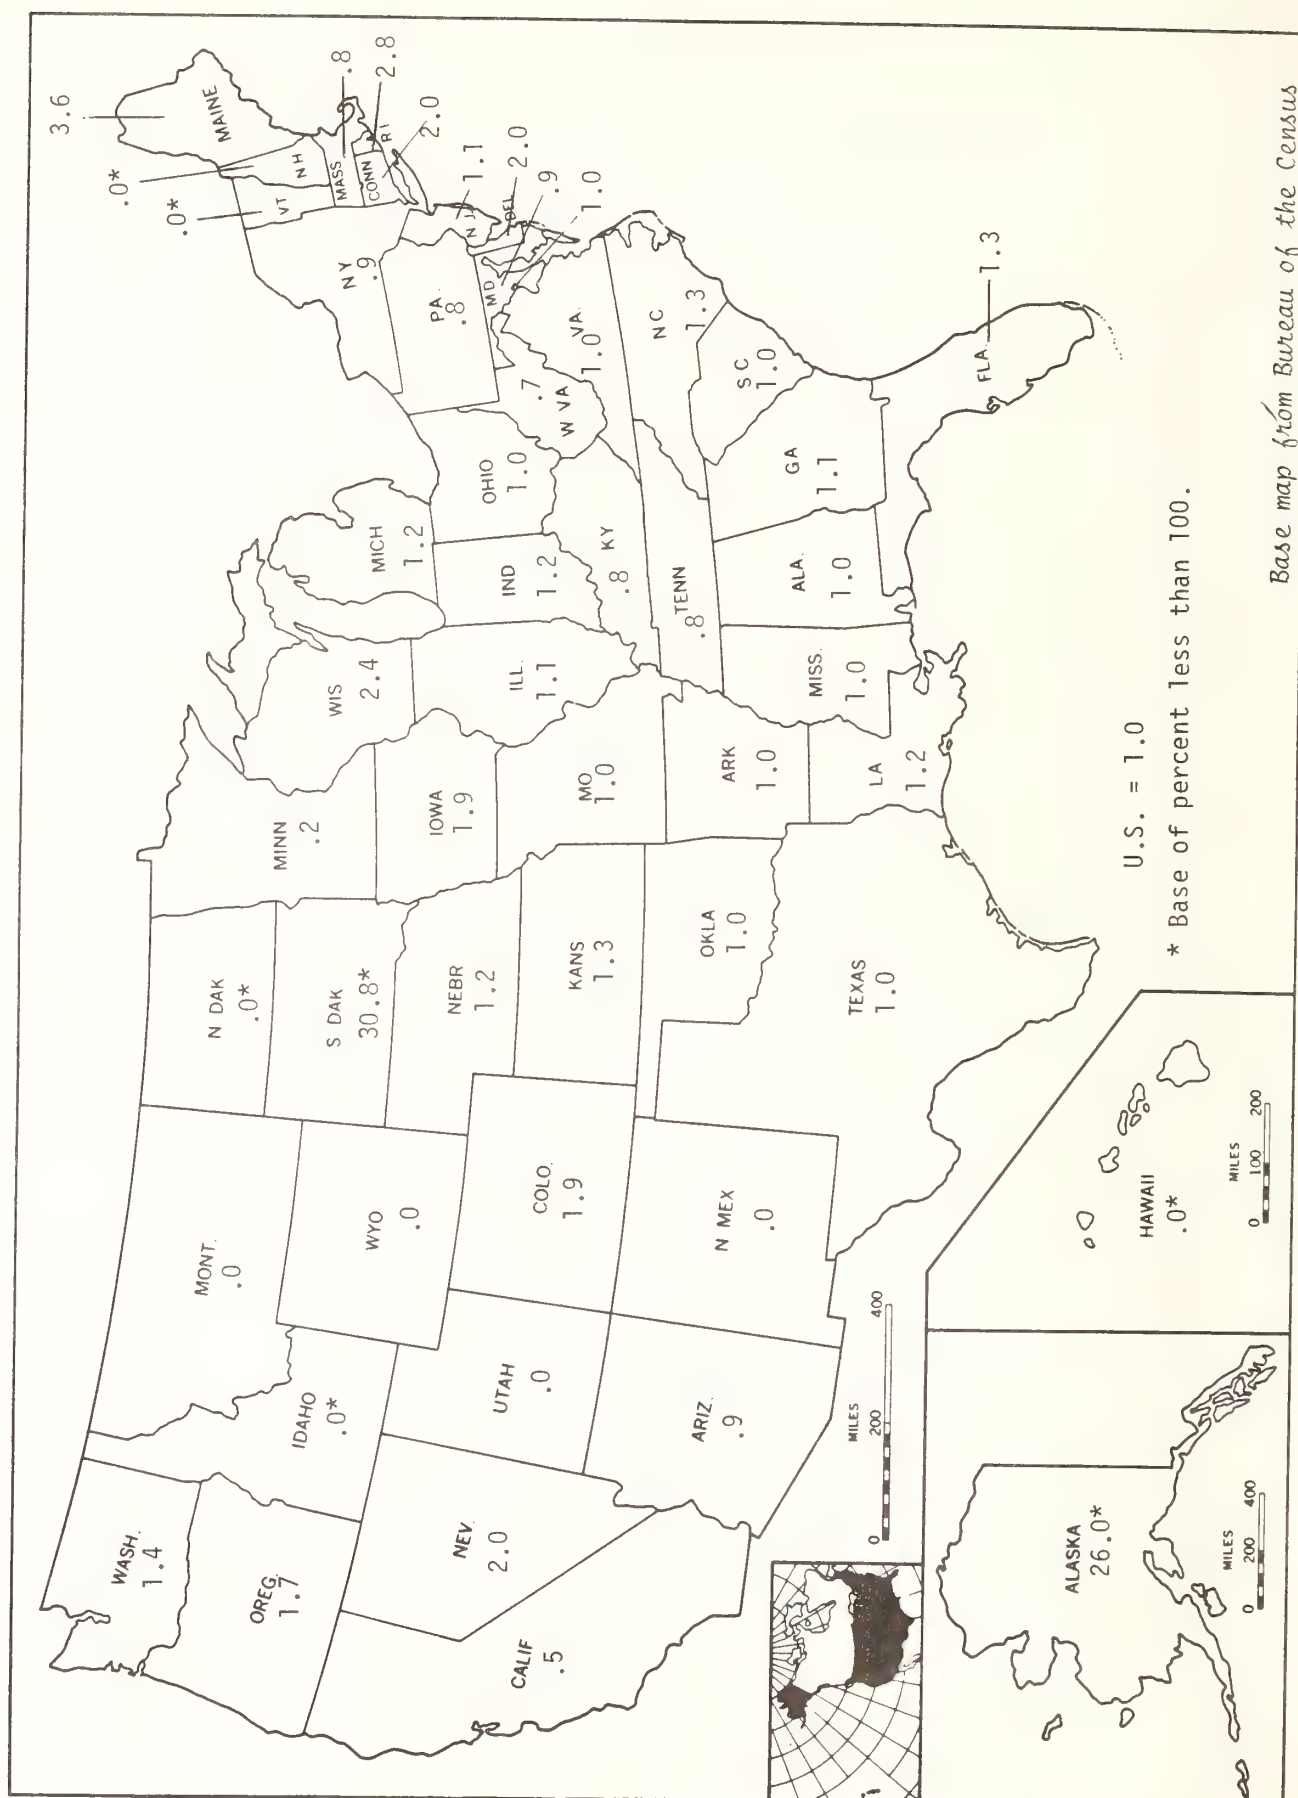 WASH.
1.4
OREG.
1.7
CALIF
.5
NEV.
2.0
IDAHO
.0*
MONT.
.0
WYO
.0
UTAH
.0
ARIZ.
.9
COLO.
1.9
N MEX
.0
N DAK
.0*
S DAK
30.8*
NEBR
1.2
KANS
1.3
OKLA
1.0
TEXAS
1.0
MINN
.2
IOWA
1.9
MO
1.0
ARK
1.0
LA
1.2
WIS
2.4
ILL.
1.1
MICH
1.2
IND
1.2
OHIO
1.0
KY
.8
TENN
.8
MISS.
1.0
ALA.
1.0
GA
1.1
FLA.
1.3
S C
1.0
NC
1.3
VA.
1.0
W VA
.7
PA.
.8
NY
.9
VT
.0*
NH
.0*
MAINE
3.6
MASS
.8
R I
2.8
CONN
2.0
N J
1.1
DEL
2.0
MD
.9
1.0
ALASKA
26.0*
MILES
0 200 400
HAWAII
.0*
MILES
0 100 200
MILES
0 200 400
U.S. = 1.0
* Base of percent less than 100.
Base map from Bureau of the Census